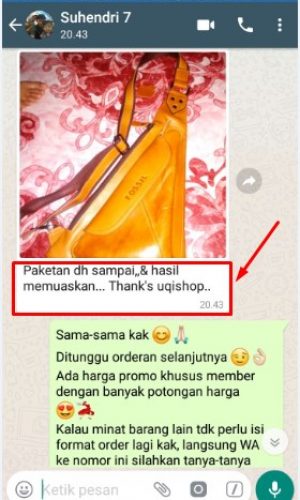 Suhendri 7
20.43
FOSSIL
Paketan dh sampai,,& hasil
memuaskan... Thank's uqishop..
20.43
Sama-sama kak 😊🙏🏻
Ditunggu orderan selanjutnya 😉👌🏻
Ada harga promo khusus member
dengan banyak potongan harga
😍💃
Kalau minat barang lain tdk perlu isi
format order lagi kak, langsung WA
ke nomor ini silahkan tanya-tanya
Ketik pesan